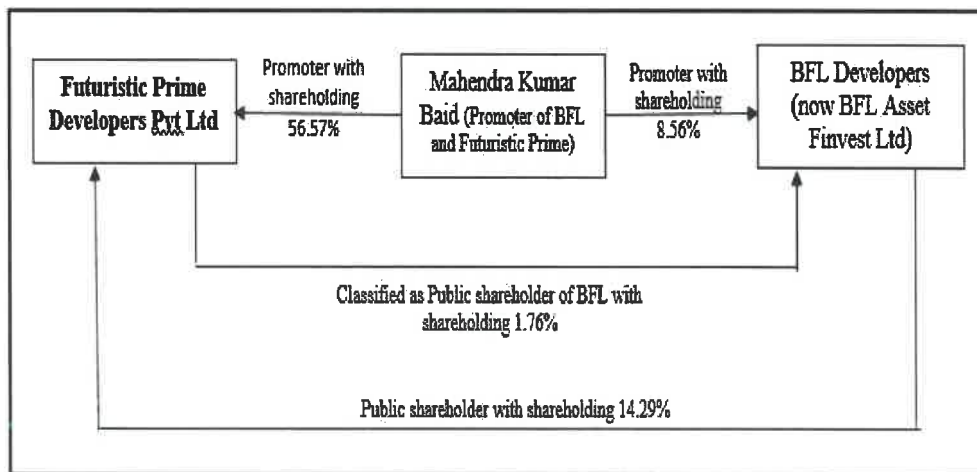 Futuristic Prime
Developers Pvt Ltd
Promoter with
shareholding
56.57%
Mahendra Kumar
Baid (Promoter of BFL
and Futuristic Prime)
Promoter with
shareholding
8.56%
BFL Developers
(now BFL Asset
Finvest Ltd)
Classified as Public shareholder of BFL with
shareholding 1.76%
Public shareholder with shareholding 14.29%